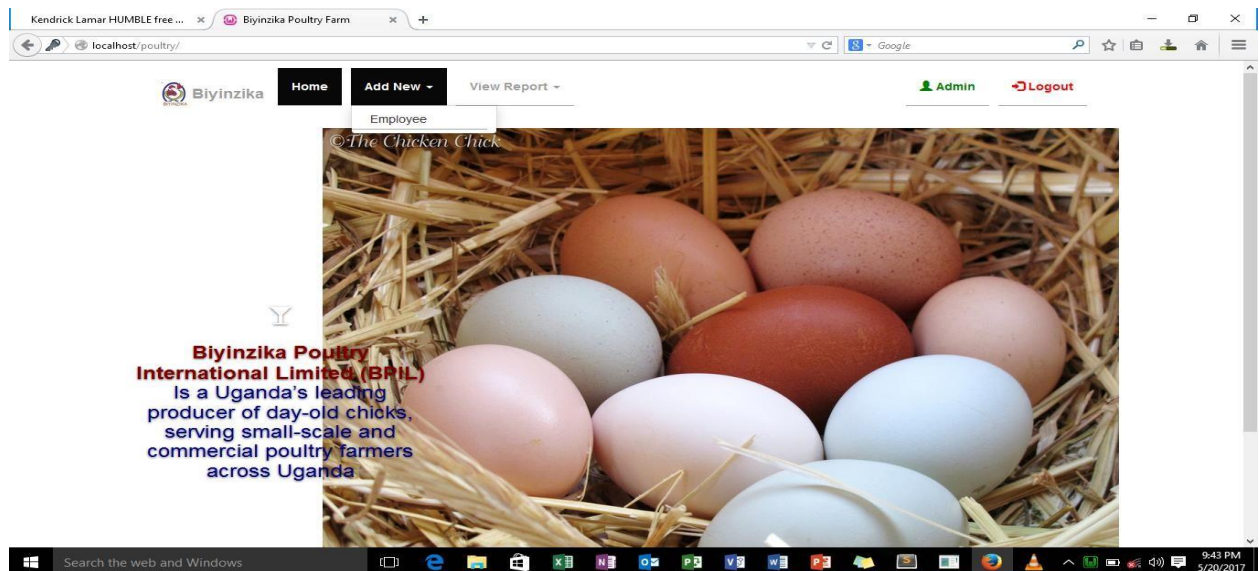 Kendrick Lamar HUMBLE free ... × Biyinzika Poultry Farm × +
localhost/poultry/
Google
Biyinzika Home Add New View Report Admin Logout
BIYINZIKA
Employee
©The Chicken Chick
Biyinzika Poultry
International Limited (BPIL)
Is a Uganda's leading
producer of day-old chicks,
serving small-scale and
commercial poultry farmers
across Uganda
Search the web and Windows
9:43 PM
5/20/2017